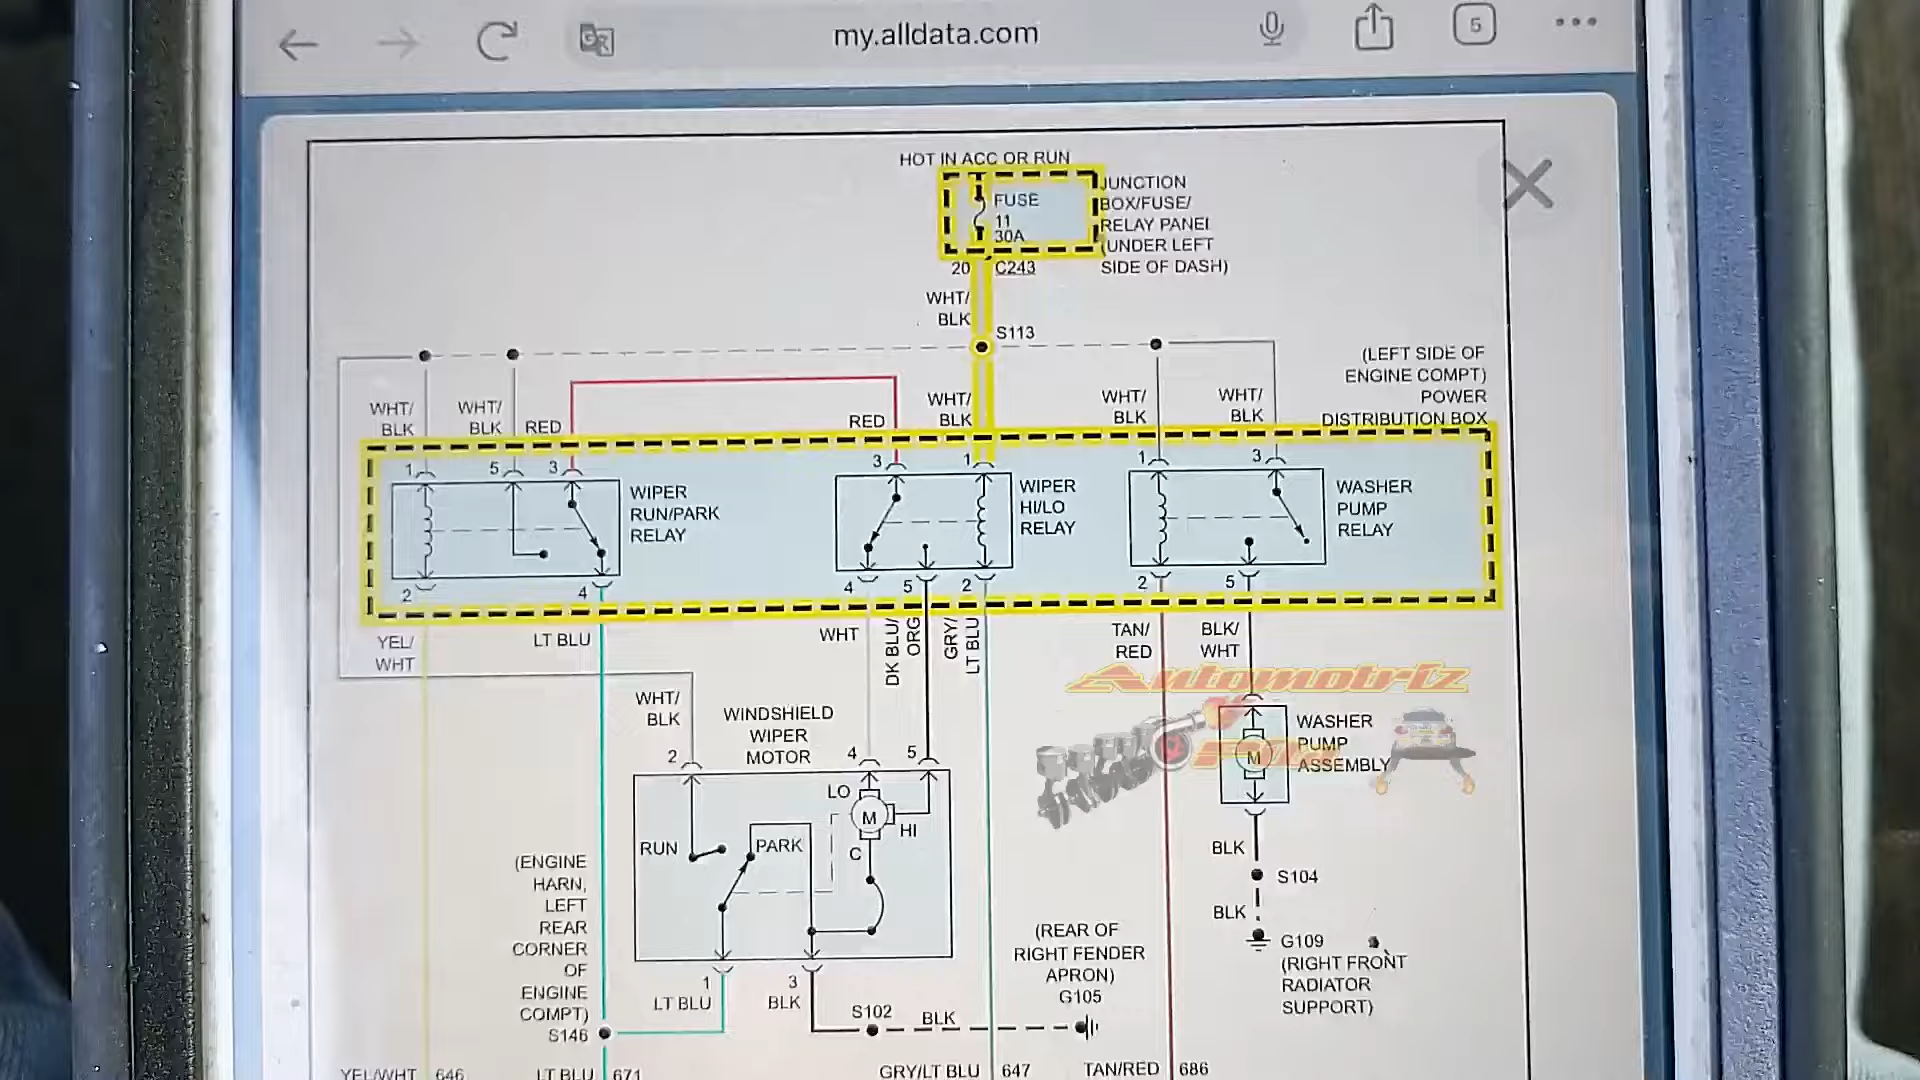 my.alldata.com
5
HOT IN ACC OR RUN
FUSE
11
30A
JUNCTION
BOX/FUSE/
RELAY PANEL
(UNDER LEFT
SIDE OF DASH)
20
C243
WHT/
BLK
S113
(LEFT SIDE OF
ENGINE COMPT)
POWER
DISTRIBUTION BOX
WHT/
BLK
WHT/
BLK
RED
RED
WHT/
BLK
WHT/
BLK
WHT/
BLK
1
5
3
3
1
1
3
WIPER
RUN/PARK
RELAY
WIPER
HI/LO
RELAY
WASHER
PUMP
RELAY
2
4
4
5
2
2
5
YEL/
WHT
LT BLU
WHT
DK BLU/
ORG
GRY/
LT BLU
TAN/
RED
BLK/
WHT
Automotriz
WHT/
BLK
WINDSHIELD
WIPER
MOTOR
2
4
5
WASHER
PUMP
ASSEMBLY
M
LO
M
HI
C
RUN
PARK
BLK
S104
BLK
G109
(RIGHT FRONT
RADIATOR
SUPPORT)
(ENGINE
HARN,
LEFT
REAR
CORNER
OF
ENGINE
COMPT)
S146
1
LT BLU
3
BLK
S102
BLK
(REAR OF
RIGHT FENDER
APRON)
G105
YEL/WHT 646
LT BLU 671
GRY/LT BLU 647
TAN/RED 686